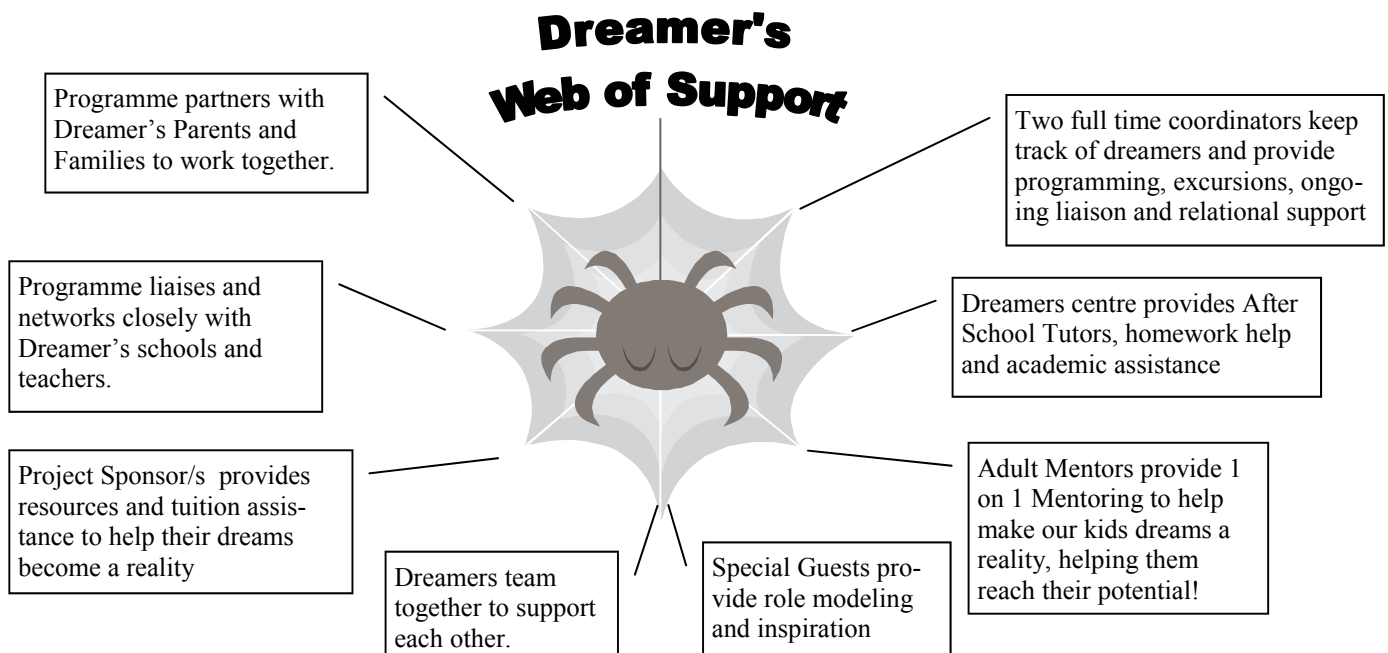 Dreamer's
Web of Support
Programme partners with
Dreamer’s Parents and
Families to work together.
Two full time coordinators keep
track of dreamers and provide
programming, excursions, ongo-
ing liaison and relational support
Programme liaises and
networks closely with
Dreamer’s schools and
teachers.
Dreamers centre provides After
School Tutors, homework help
and academic assistance
Project Sponsor/s  provides
resources and tuition assis-
tance to help their dreams
become a reality
Adult Mentors provide 1
on 1 Mentoring to help
make our kids dreams a
reality, helping them
reach their potential!
Dreamers team
together to support
each other.
Special Guests pro-
vide role modeling
and inspiration